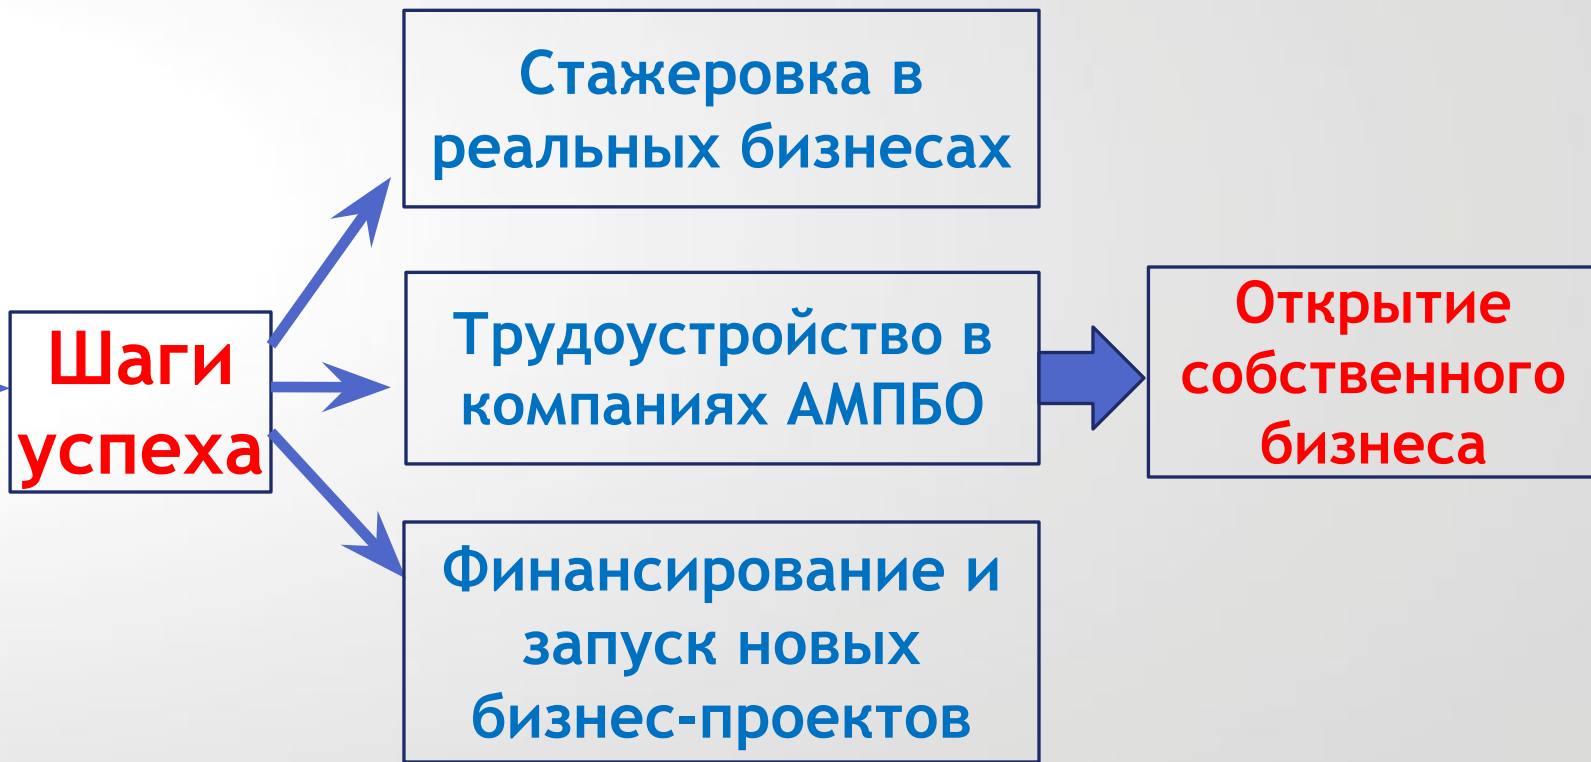 Стажеровка в
реальных бизнесах
Шаги
успеха
Трудоустройство в
компаниях АМПБО
Открытие
собственного
бизнеса
Финансирование и
запуск новых
бизнес-проектов